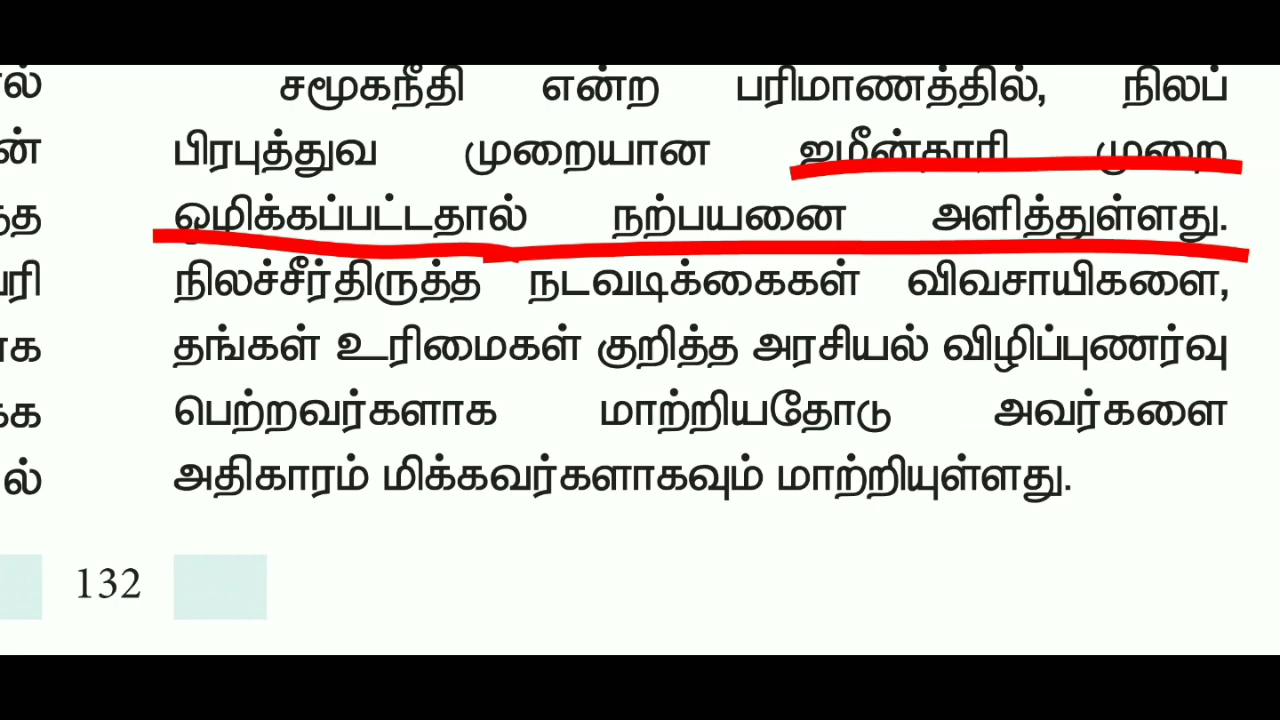 ல்
ன்
த
ரி
க
க
ல்
சமூகநீதி என்ற பரிமாணத்தில், நிலப்
பிரபுத்துவ முறையான ஜமீன்தாரி முறை
ஒழிக்கப்பட்டதால் நற்பயனை அளித்துள்ளது.
நிலச்சீர்திருத்த நடவடிக்கைகள் விவசாயிகளை,
தங்கள் உரிமைகள் குறித்த அரசியல் விழிப்புணர்வு
பெற்றவர்களாக மாற்றியதோடு அவர்களை
அதிகாரம் மிக்கவர்களாகவும் மாற்றியுள்ளது.
132